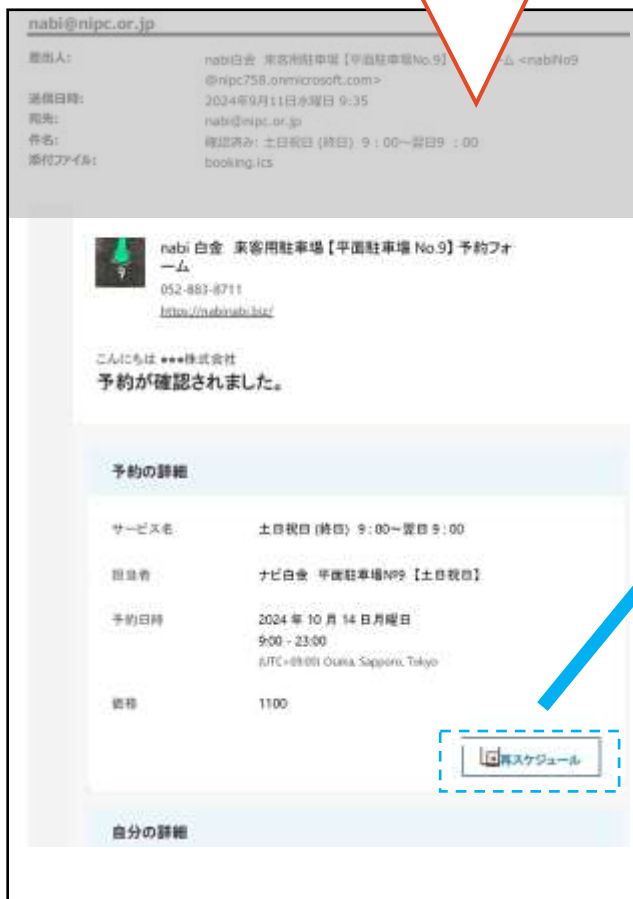 nabi@nipc.or.jp
差出人: nabi白金 来客用駐車場【平面駐車場No.9】 ーム <nabiNo9
@nipc758.onmicrosoft.com>
送信日時: 2024年9月11日水曜日 9:35
宛先: nabi@nipc.or.jp
件名: 確認済み: 土日祝日 (終日) 9:00~翌日9 :00
添付ファイル: booking.ics
nabi 白金 来客用駐車場【平面駐車場 No.9】予約フォ
ーム
052-883-8711
https://nabinabi.biz/
こんにちは ●●●株式会社
予約が確認されました。
予約の詳細
サービス名 土日祝日 (終日) 9:00~翌日 9:00
担当者 ナビ白金 平面駐車場№9【土日祝日】
予約日時 2024 年 10 月 14 日月曜日
9:00 - 23:00
(UTC+09:00) Osaka, Sapporo, Tokyo
価格 1100
再スケジュール
自分の詳細